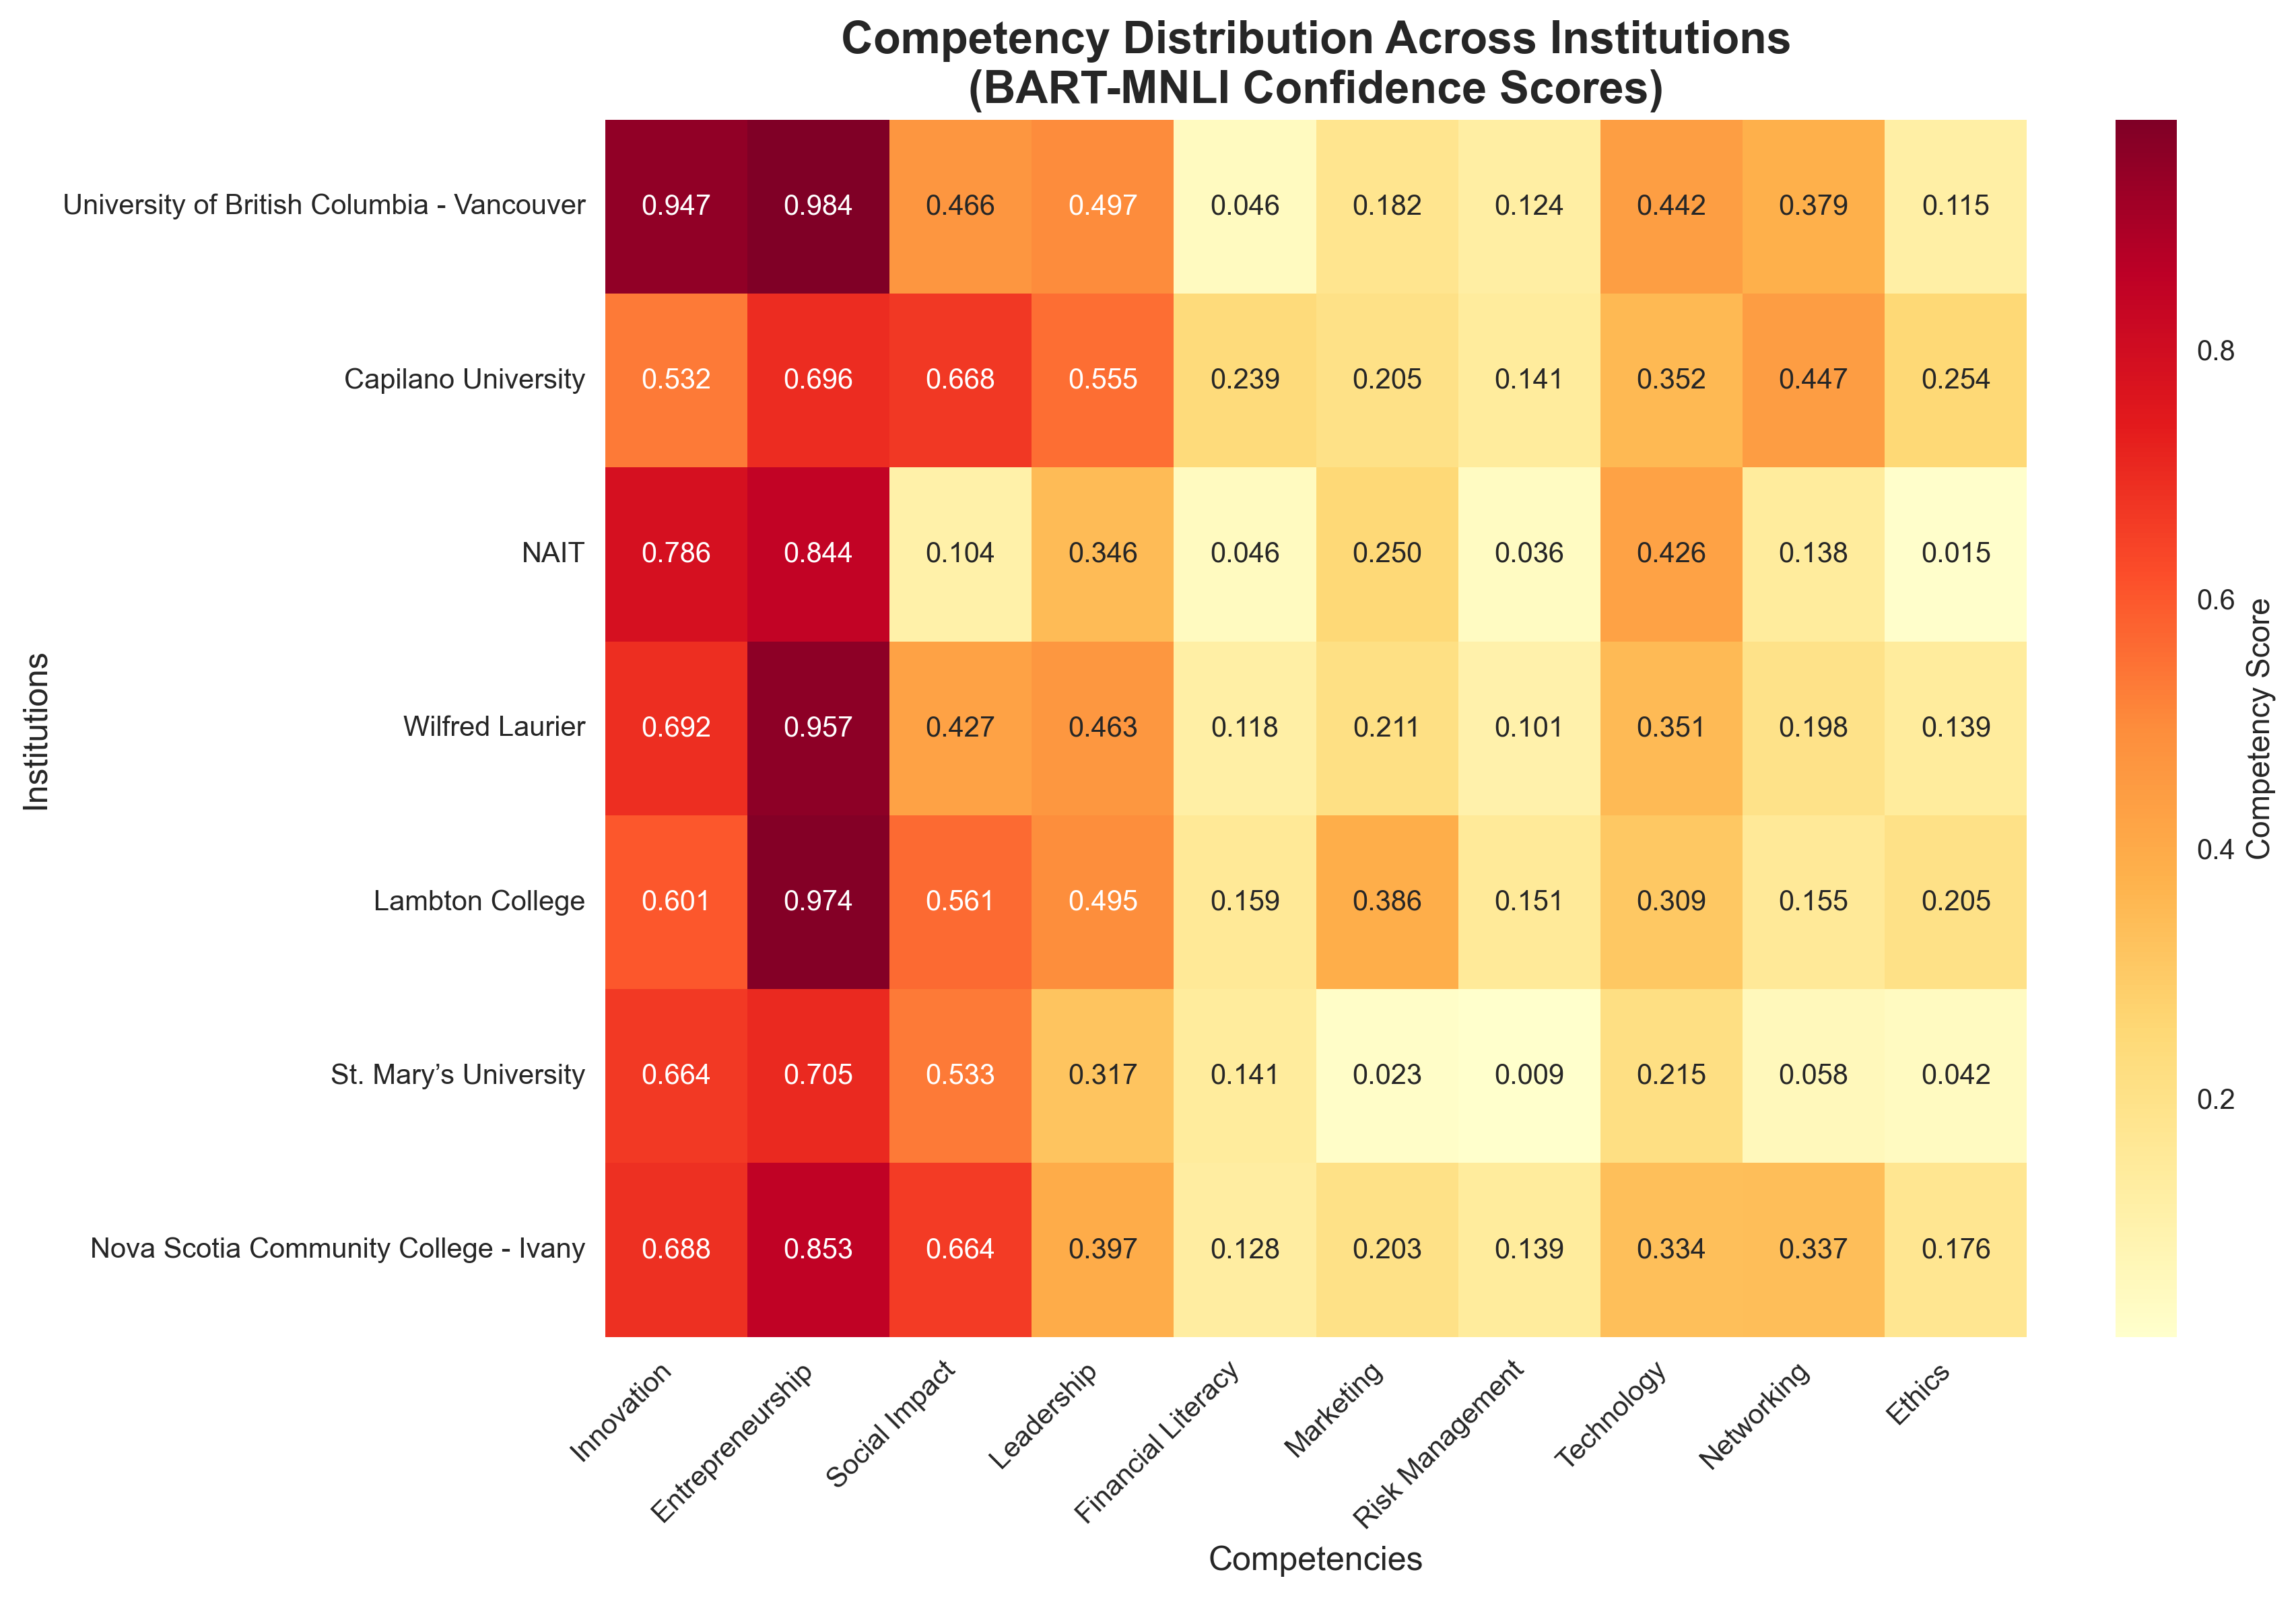 Competency Distribution Across Institutions
(BART-MNLI Confidence Scores)
University of British Columbia - Vancouver 0.947 0.984 0.466 0.497 0.046 0.182 0.124 0.442 0.379 0.115
Capilano University 0.532 0.696 0.668 0.555 0.239 0.205 0.141 0.352 0.447 0.254
NAIT 0.786 0.844 0.104 0.346 0.046 0.250 0.036 0.426 0.138 0.015
Wilfred Laurier 0.692 0.957 0.427 0.463 0.118 0.211 0.101 0.351 0.198 0.139
Lambton College 0.601 0.974 0.561 0.495 0.159 0.386 0.151 0.309 0.155 0.205
St. Mary’s University 0.664 0.705 0.533 0.317 0.141 0.023 0.009 0.215 0.058 0.042
Nova Scotia Community College - Ivany 0.688 0.853 0.664 0.397 0.128 0.203 0.139 0.334 0.337 0.176
Institutions
Innovation
Entrepreneurship
Social Impact
Leadership
Financial Literacy
Marketing
Risk Management
Technology
Networking
Ethics
Competencies
0.8
0.6
0.4
0.2
Competency Score